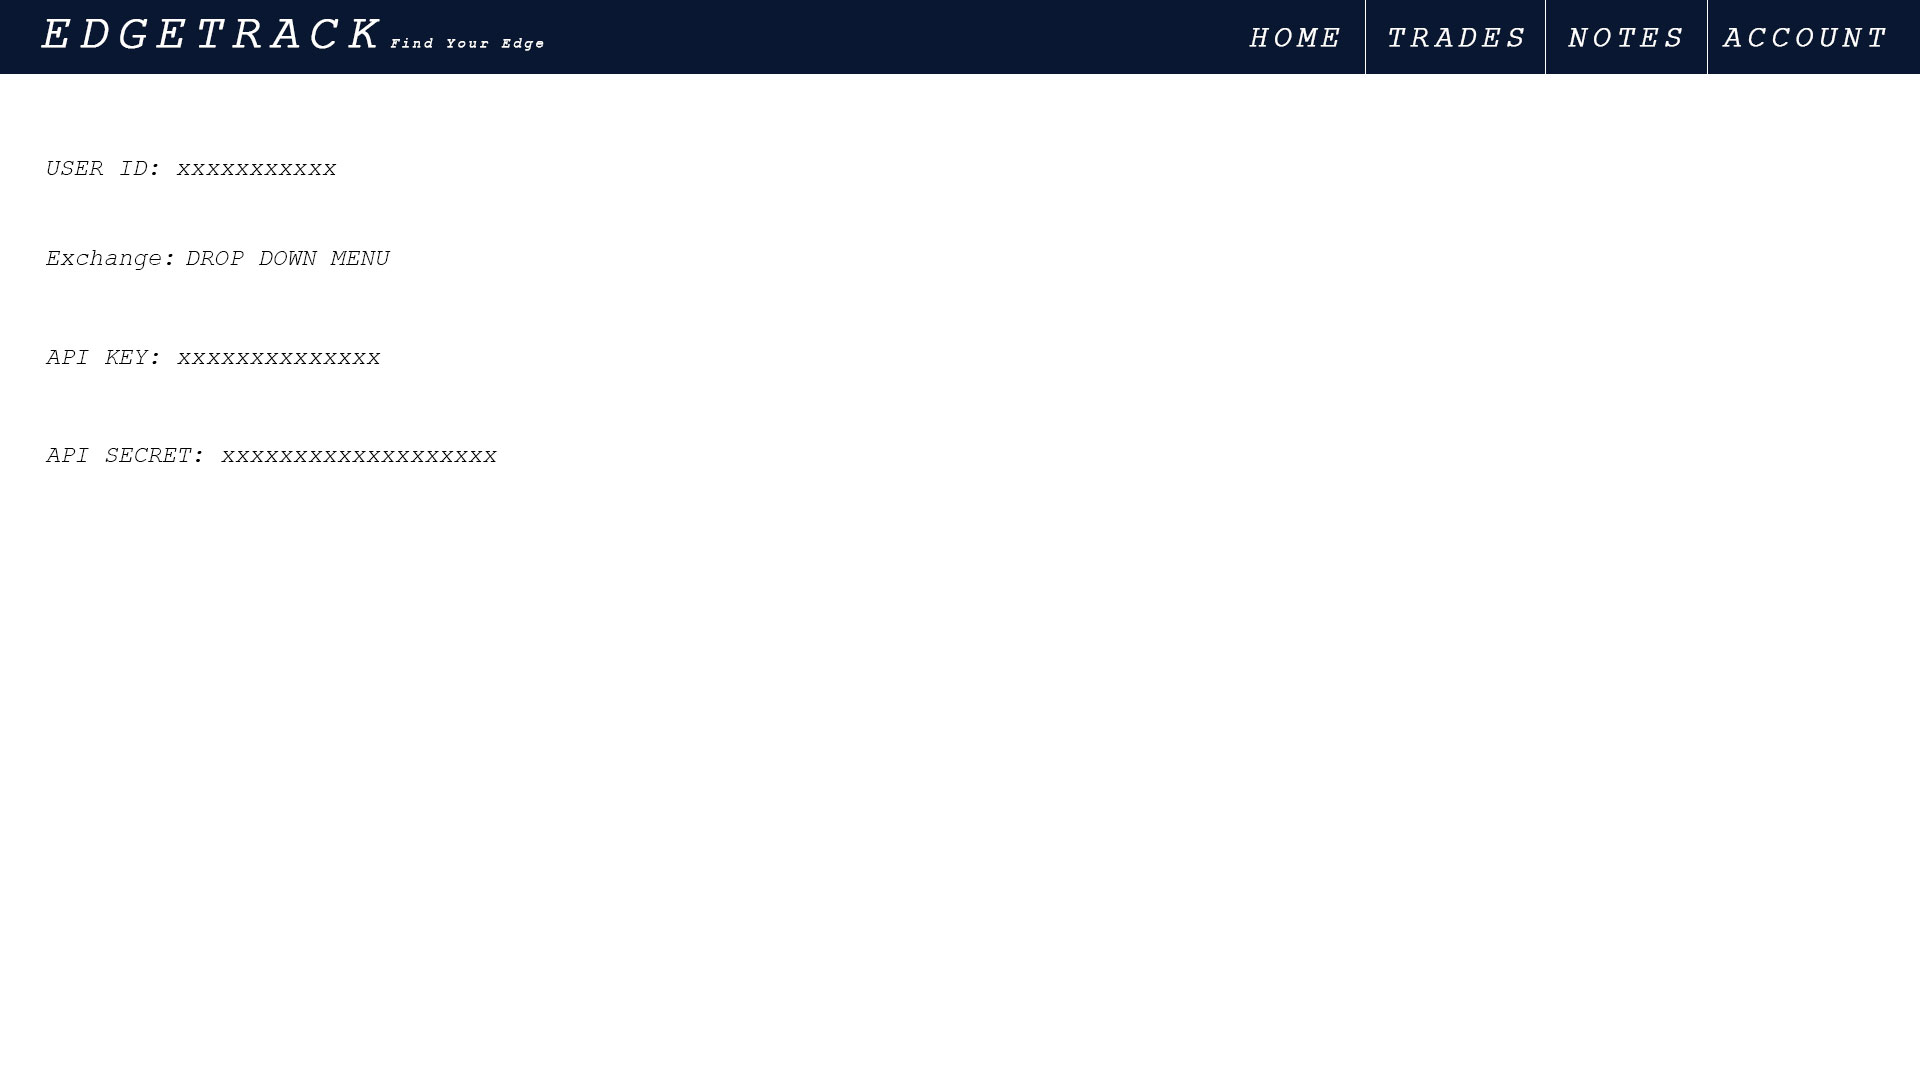 EDGETRACK Find Your Edge
HOME TRADES NOTES ACCOUNT
USER ID: xxxxxxxxxxx
Exchange: DROP DOWN MENU
API KEY: xxxxxxxxxxxxxx
API SECRET: xxxxxxxxxxxxxxxxxxx